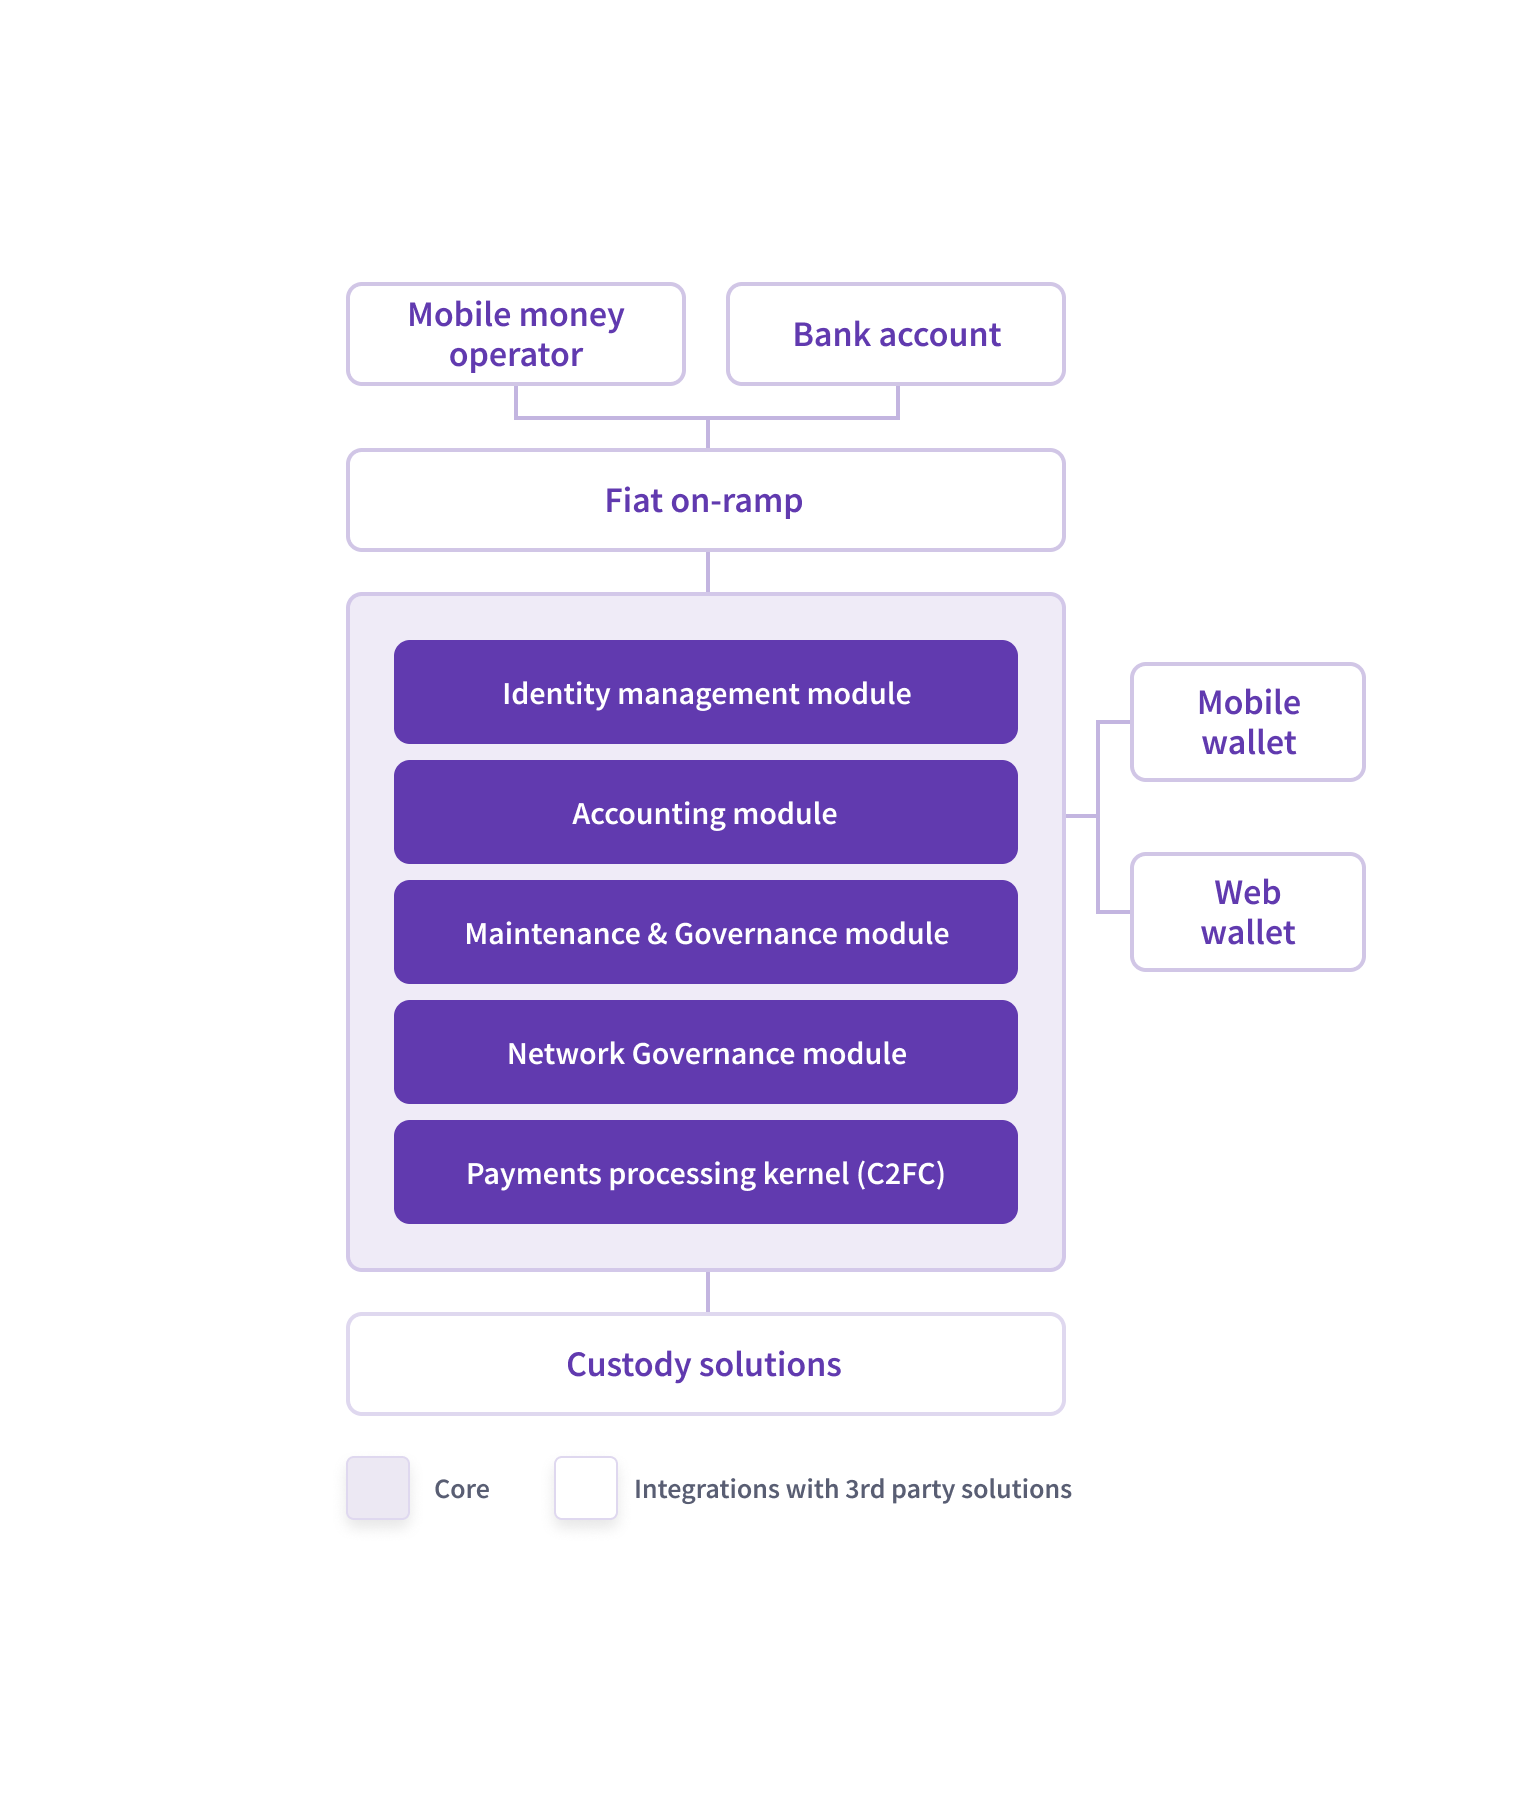 Mobile money
operator
Bank account
Fiat on-ramp
Identity management module
Accounting module
Maintenance & Governance module
Network Governance module
Payments processing kernel (C2FC)
Mobile
wallet
Web
wallet
Custody solutions
Core
Integrations with 3rd party solutions